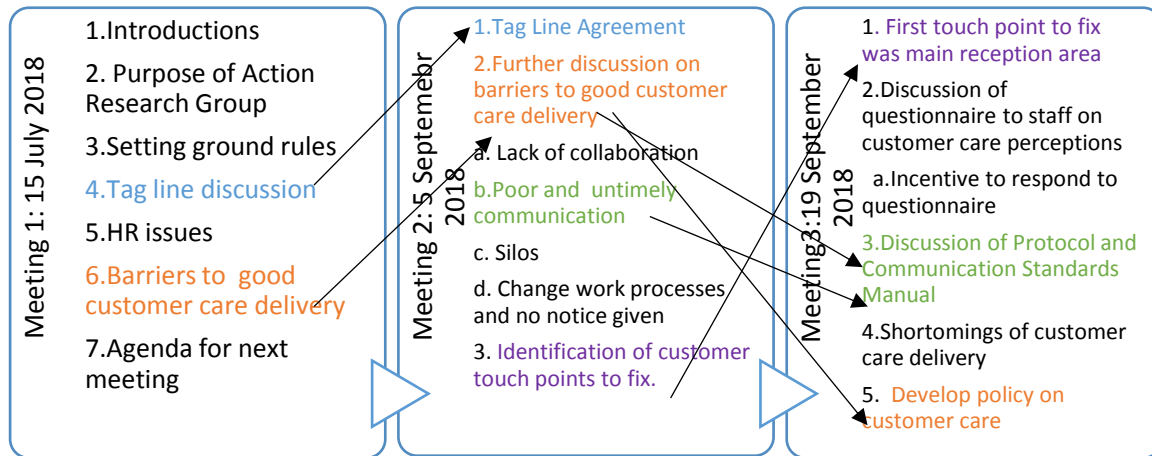 Meeting 1: 15 July 2018
1.Introductions
2. Purpose of Action
Research Group
3.Setting ground rules
4.Tag line discussion
5.HR issues
6.Barriers to good
customer care delivery
7.Agenda for next
meeting
Meeting 2: 5 Septemebr
2018
1.Tag Line Agreement
2.Further discussion on
barriers to good customer
care delivery
a. Lack of collaboration
b.Poor and untimely
communication
c. Silos
d. Change work processes
and no notice given
3. Identification of customer
touch points to fix.
Meeting3:19 September
2018
1. First touch point to fix
was main reception area
2.Discussion of
questionnaire to staff on
customer care perceptions
a.Incentive to respond to
questionnaire
3.Discussion of Protocol and
Communication Standards
Manual
4.Shortomings of customer
care delivery
5. Develop policy on
customer care